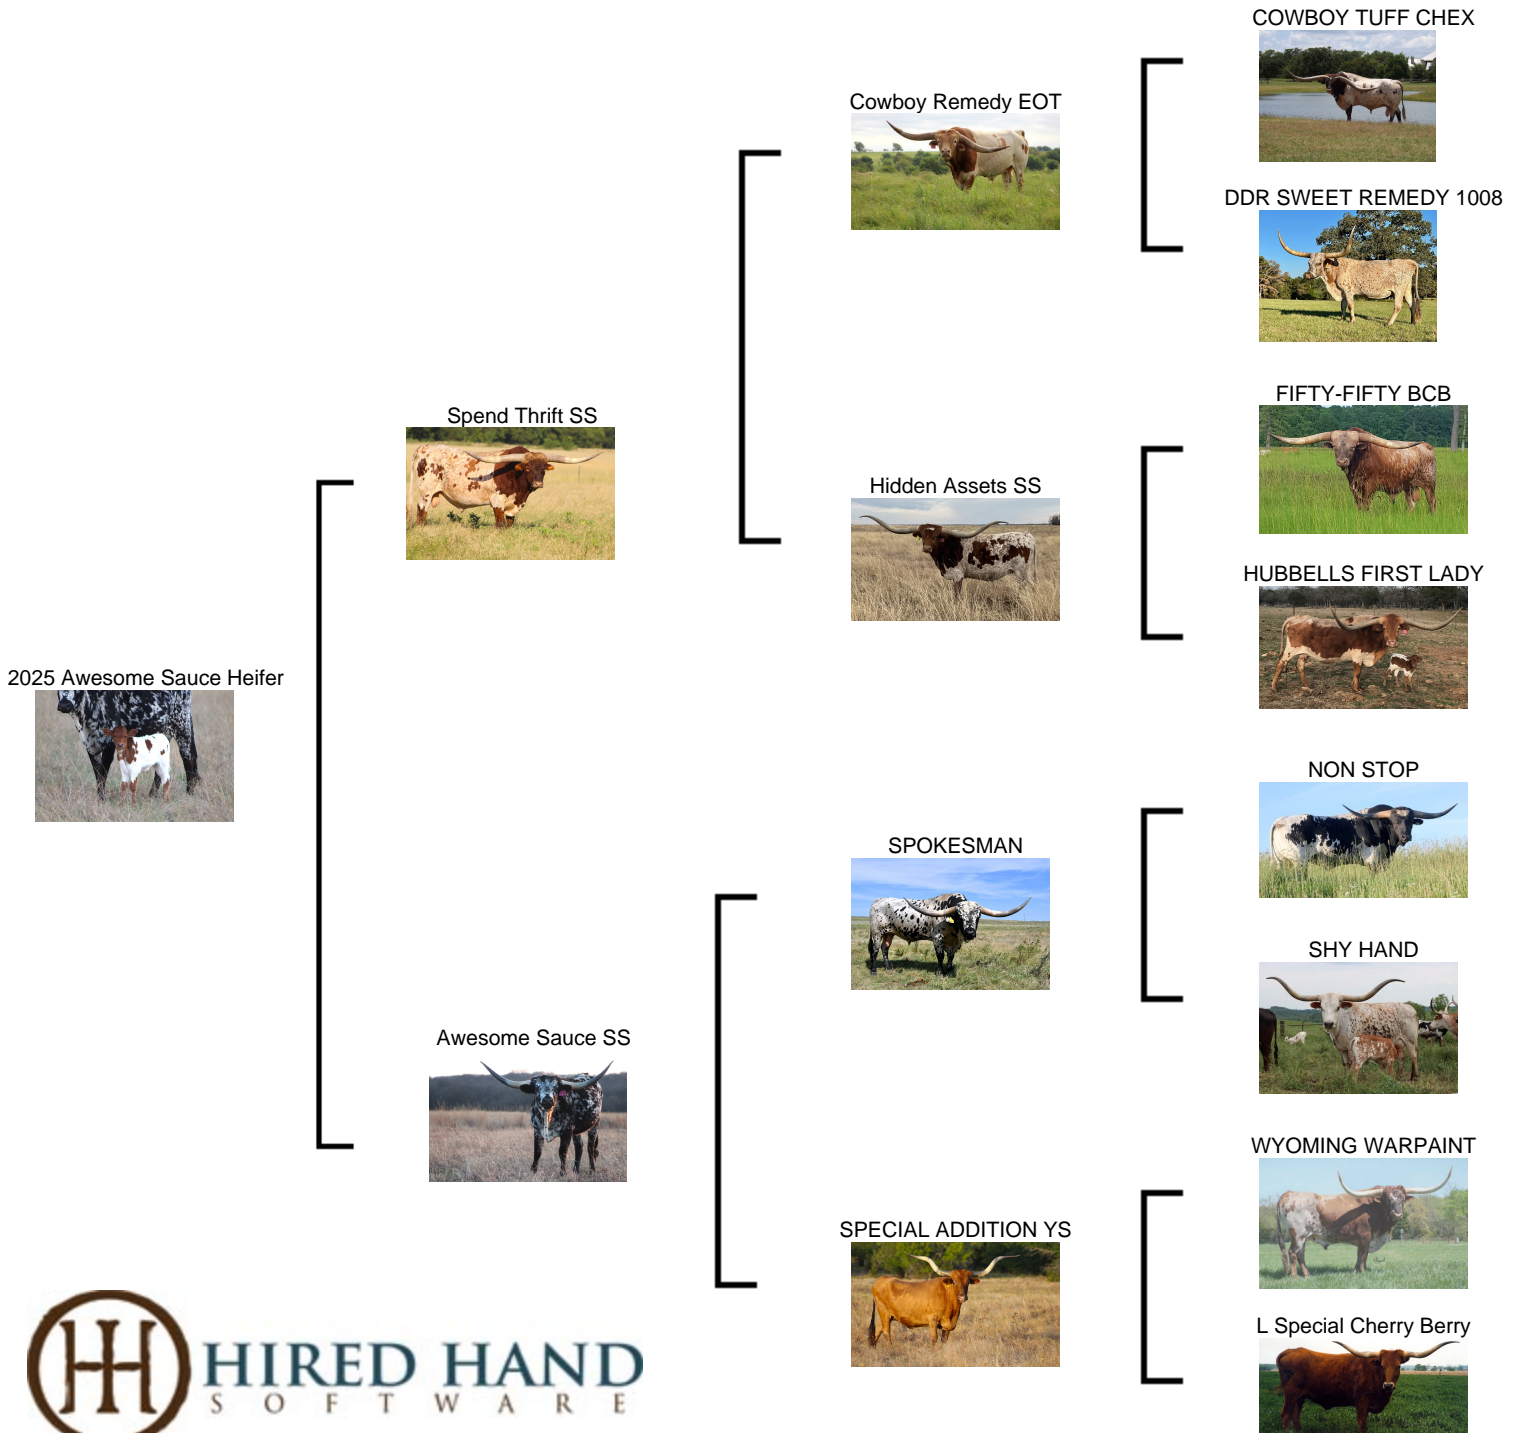 COWBOY TUFF CHEX
Cowboy Remedy EOT
DDR SWEET REMEDY 1008
Spend Thrift SS
FIFTY-FIFTY BCB
Hidden Assets SS
HUBBELLS FIRST LADY
2025 Awesome Sauce Heifer
NON STOP
SPOKESMAN
SHY HAND
Awesome Sauce SS
WYOMING WARPAINT
SPECIAL ADDITION YS
L Special Cherry Berry
HIRED HAND
SOFTWARE